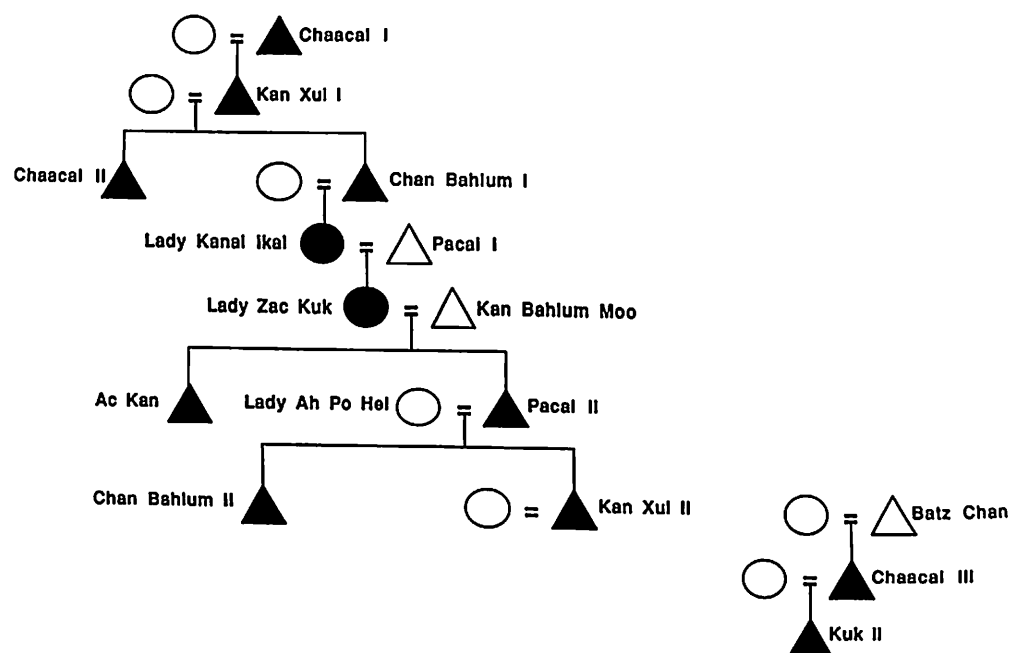 Chaacal I
Kan Xul I
Chaacal II
Chan Bahlum I
Lady Kanal Ikal
Pacal I
Lady Zac Kuk
Kan Bahlum Moo
Ac Kan
Lady Ah Po Hel
Pacal II
Chan Bahlum II
Kan Xul II
Batz Chan
Chaacal III
Kuk II